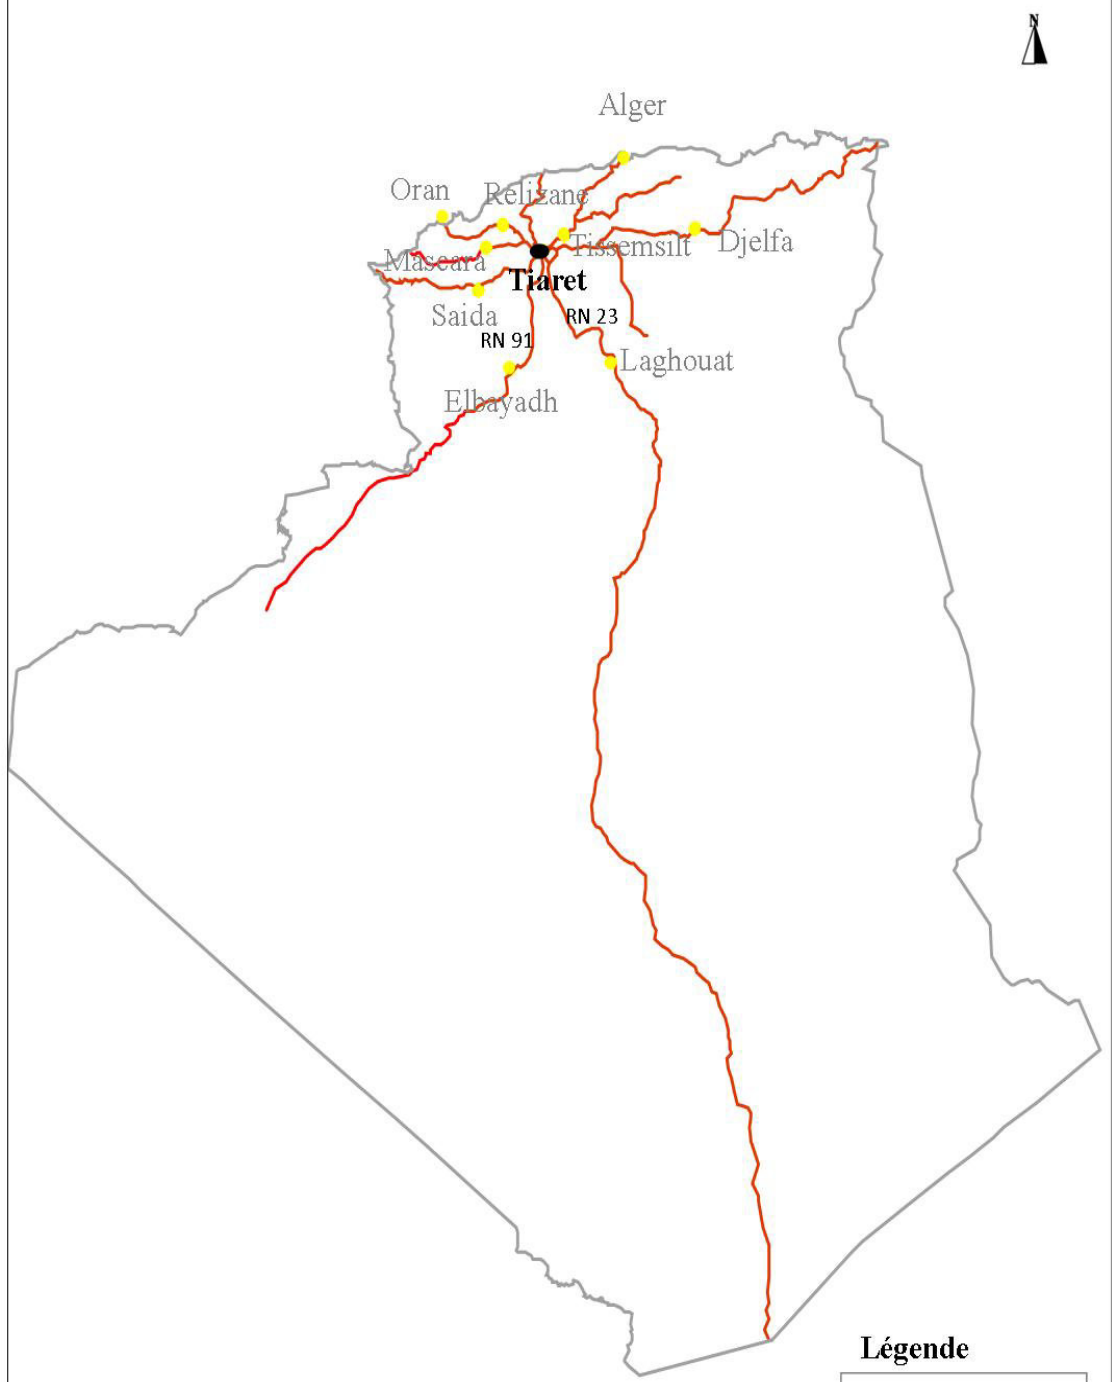 N
Alger
Oran
Relizane
Mascara
Tissemsilt
Djelfa
Tiaret
Saida
RN 23
RN 91
Laghouat
Elbayadh
Légende